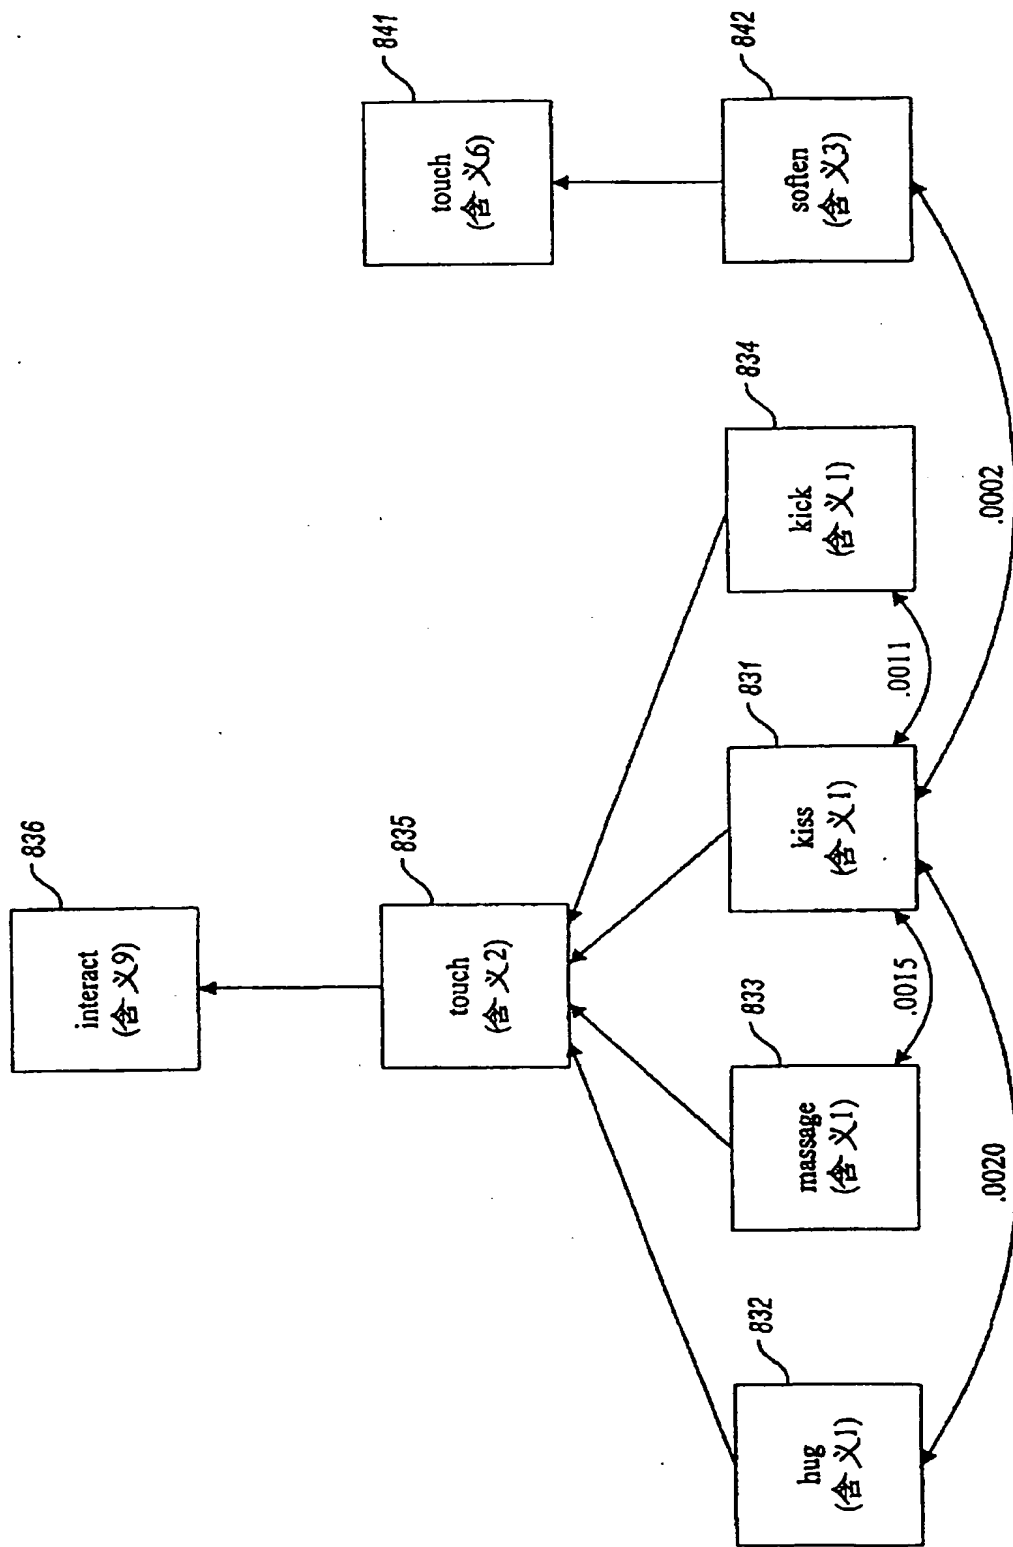 836
interact
(含义9)
835
touch
(含义2)
841
touch
(含义6)
832
hug
(含义1)
833
massage
(含义1)
831
kiss
(含义1)
834
kick
(含义1)
842
soften
(含义3)
.0015
.0011
.0020
.0002